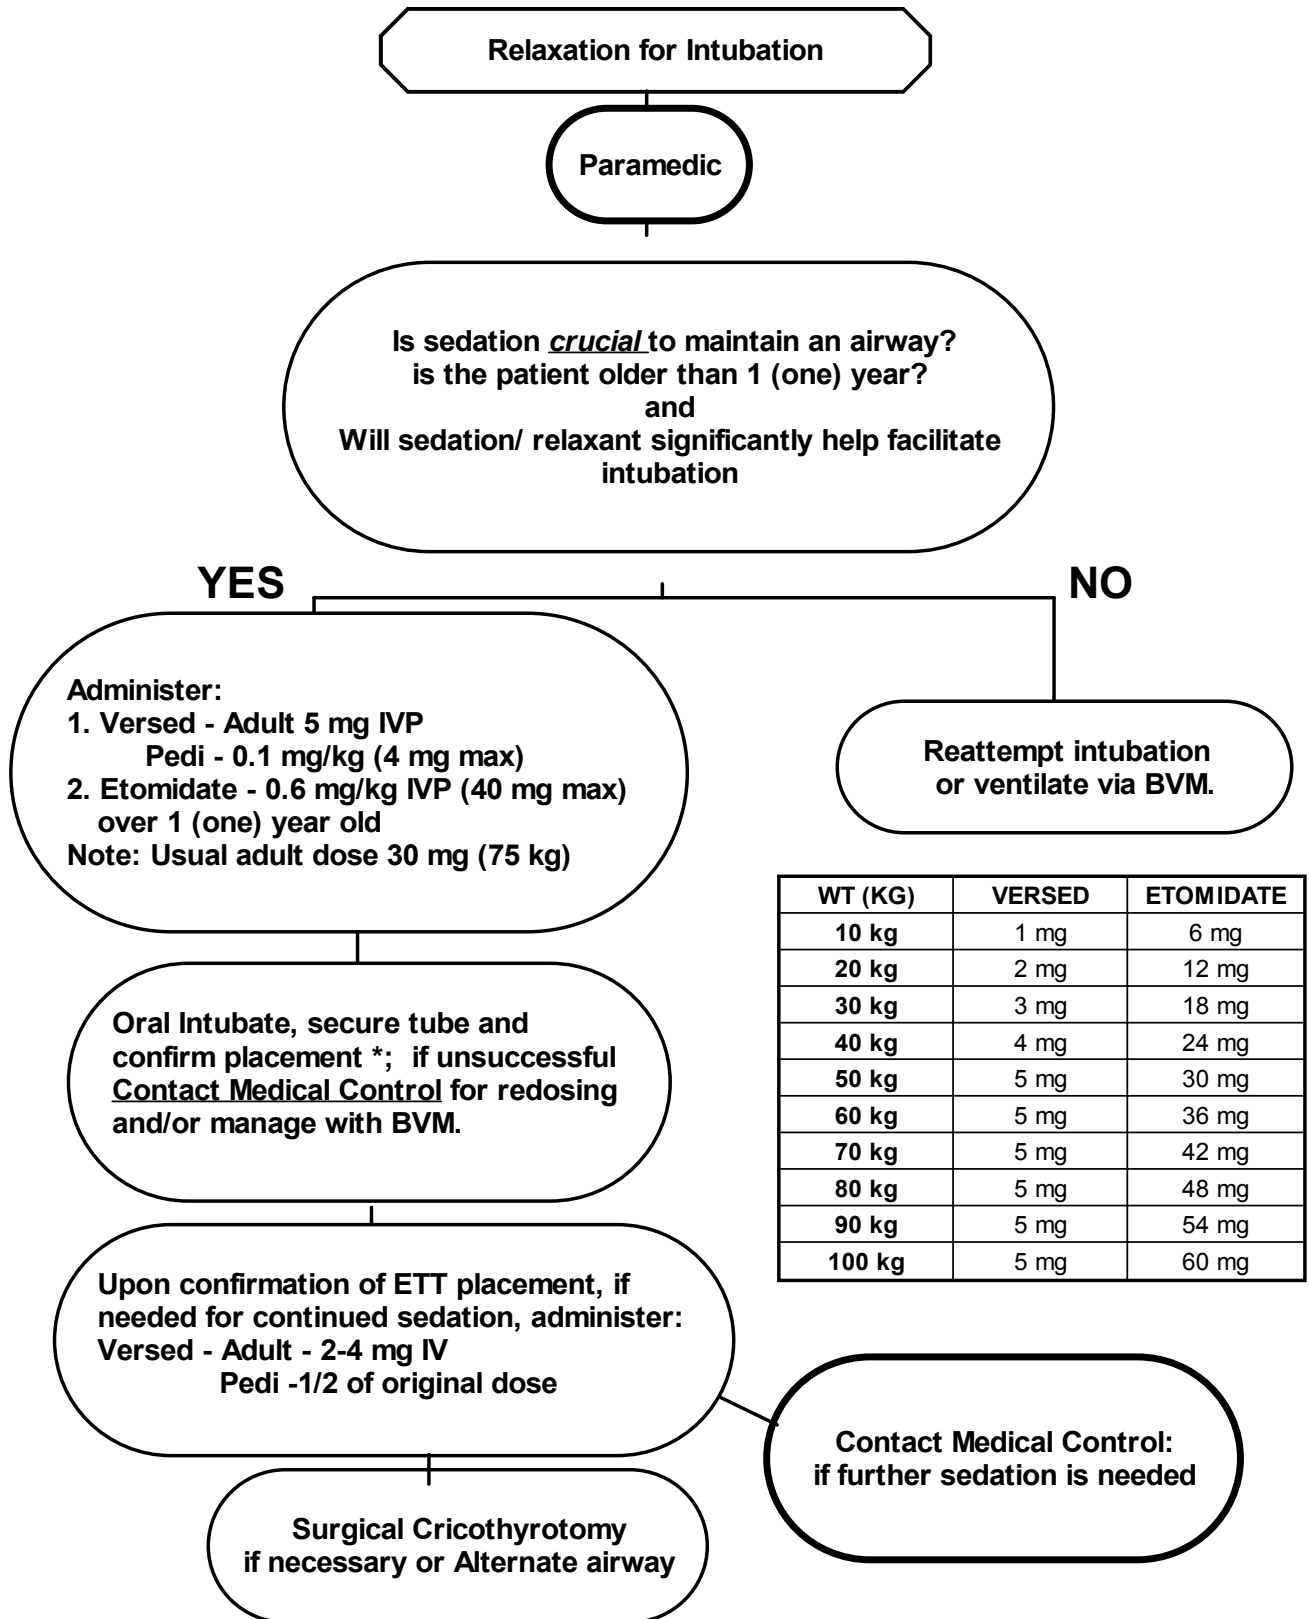 Relaxation for Intubation
Paramedic
Is sedation crucial to maintain an airway?
is the patient older than 1 (one) year?
and
Will sedation/ relaxant significantly help facilitate
intubation
YES
NO
Administer:
1. Versed - Adult 5 mg IVP
Pedi - 0.1 mg/kg (4 mg max)
2. Etomidate - 0.6 mg/kg IVP (40 mg max)
over 1 (one) year old
Note: Usual adult dose 30 mg (75 kg)
Reattempt intubation
or ventilate via BVM.
WT (KG) VERSED ETOMIDATE
10 kg 1 mg 6 mg
20 kg 2 mg 12 mg
30 kg 3 mg 18 mg
40 kg 4 mg 24 mg
50 kg 5 mg 30 mg
60 kg 5 mg 36 mg
70 kg 5 mg 42 mg
80 kg 5 mg 48 mg
90 kg 5 mg 54 mg
100 kg 5 mg 60 mg
Oral Intubate, secure tube and
confirm placement *; if unsuccessful
Contact Medical Control for redosing
and/or manage with BVM.
Upon confirmation of ETT placement, if
needed for continued sedation, administer:
Versed - Adult - 2-4 mg IV
Pedi -1/2 of original dose
Contact Medical Control:
if further sedation is needed
Surgical Cricothyrotomy
if necessary or Alternate airway